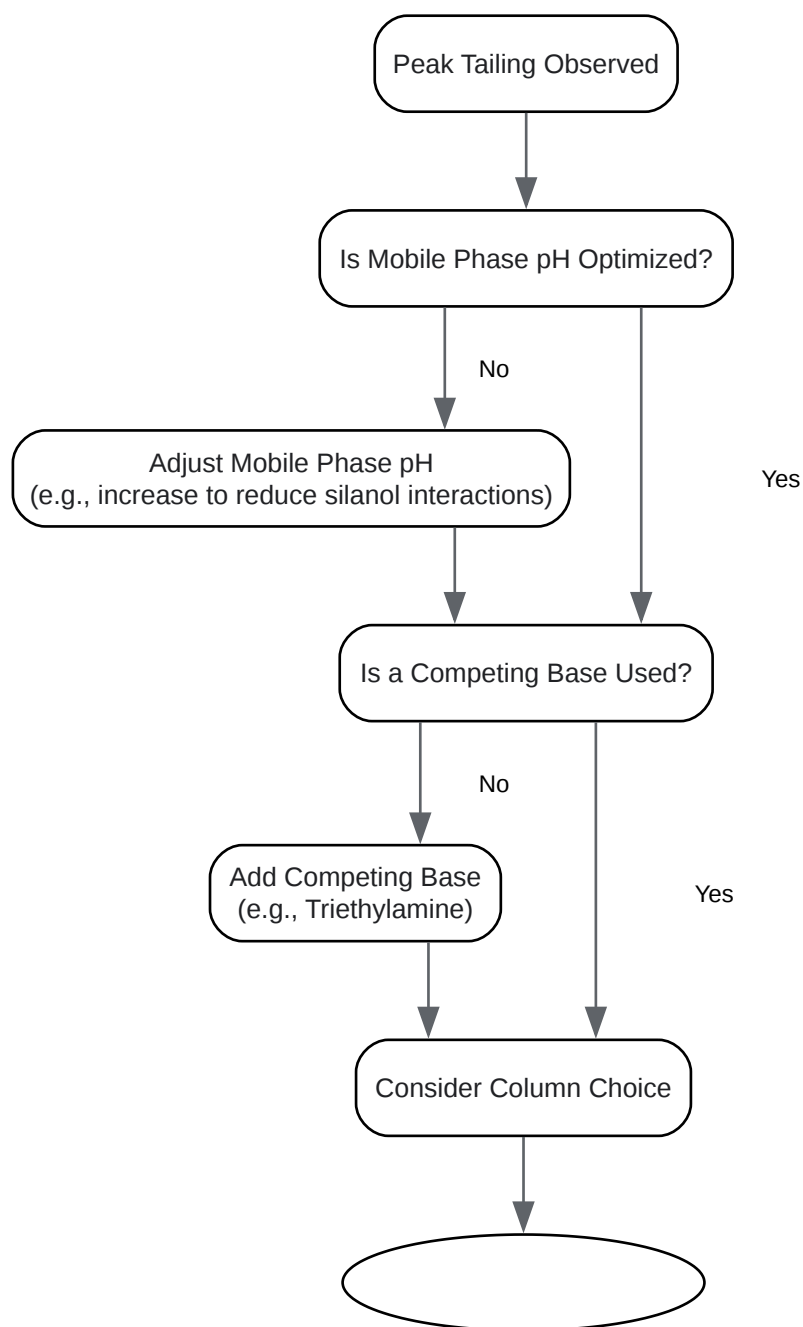 Peak Tailing Observed
Is Mobile Phase pH Optimized?
No
Adjust Mobile Phase pH
(e.g., increase to reduce silanol interactions)
Yes
Is a Competing Base Used?
No
Add Competing Base
(e.g., Triethylamine)
Yes
Consider Column Choice